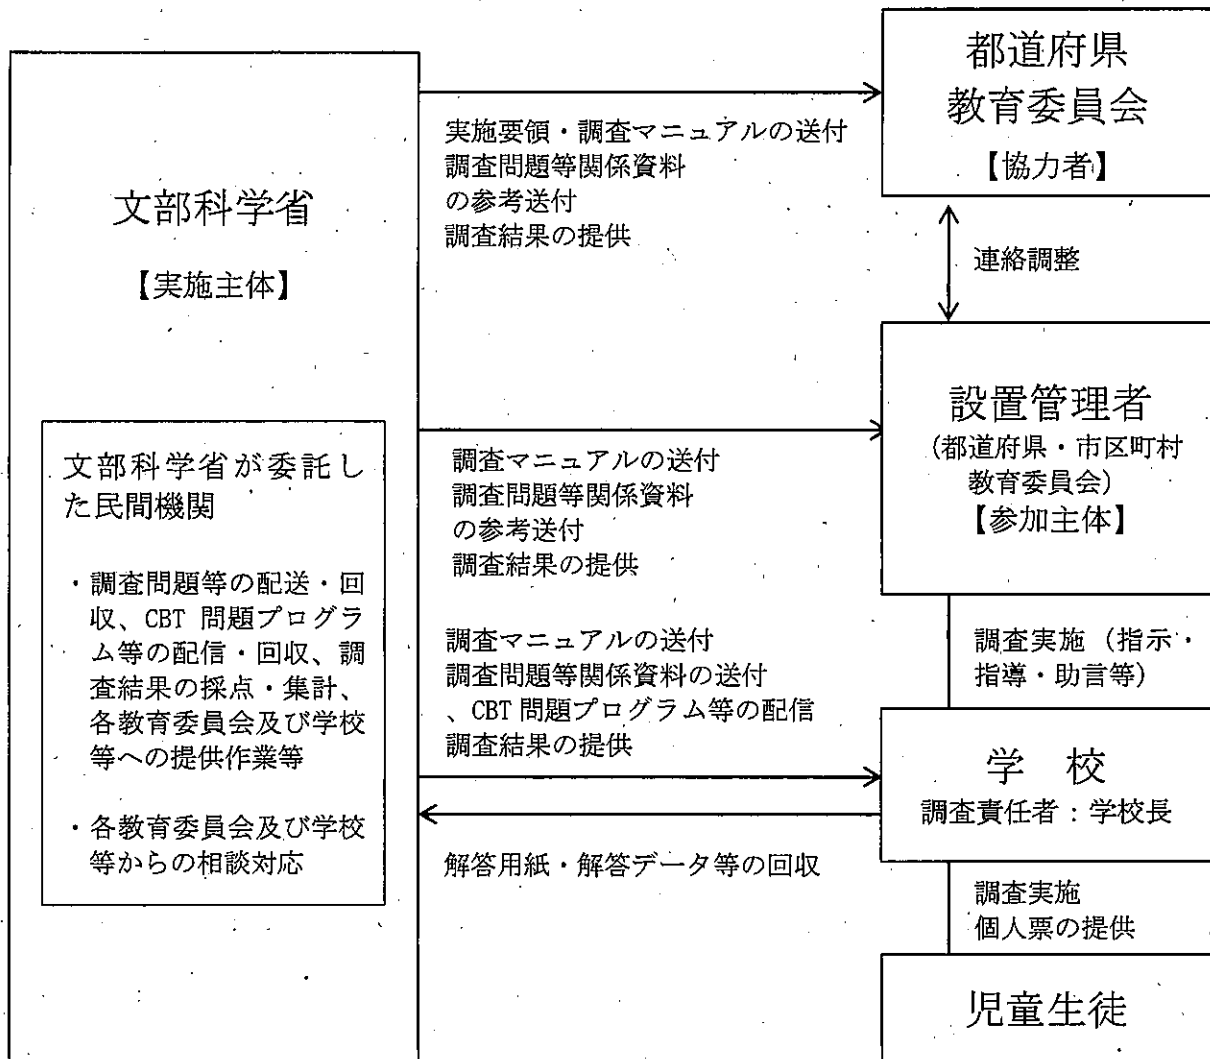 文部科学省
【実施主体】
文部科学省が委託し
た民間機関
・調査問題等の配送・回
収、CBT 問題プログラ
ム等の配信・回収、調
査結果の採点・集計、
各教育委員会及び学校
等への提供作業等
・各教育委員会及び学校
等からの相談対応
実施要領・調査マニュアルの送付
調査問題等関係資料
の参考送付
調査結果の提供
調査マニュアルの送付
調査問題等関係資料
の参考送付
調査結果の提供
調査マニュアルの送付
調査問題等関係資料の送付
、CBT 問題プログラム等の配信
調査結果の提供
解答用紙・解答データ等の回収
都道府県
教育委員会
【協力者】
連絡調整
設置管理者
(都道府県・市区町村
教育委員会)
【参加主体】
調査実施（指示・
指導・助言等）
学　校
調査責任者：学校長
調査実施
個人票の提供
児童生徒